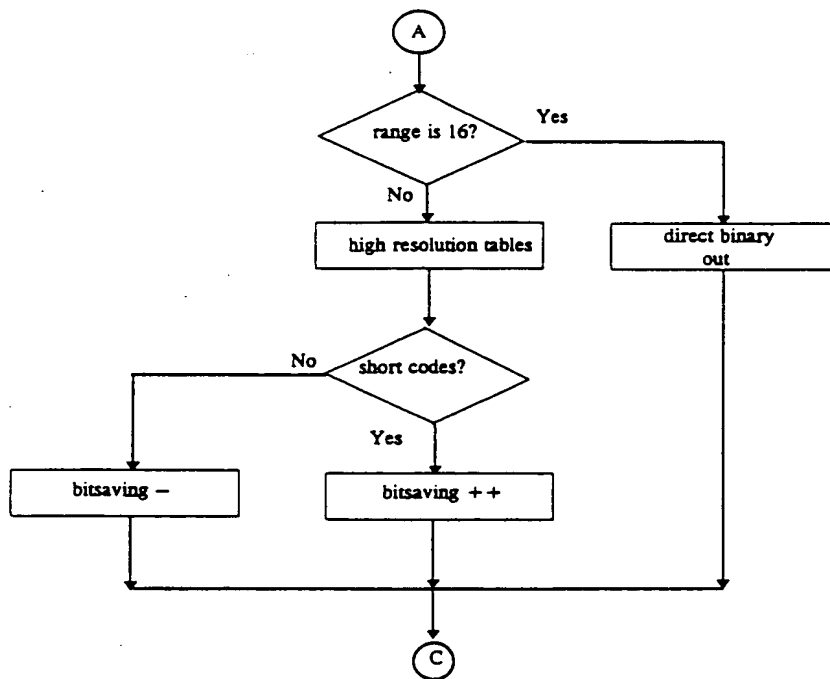 A
range is 16?
Yes
No
high resolution tables
direct binary
out
short codes?
No
Yes
bitsaving –
bitsaving ++
C